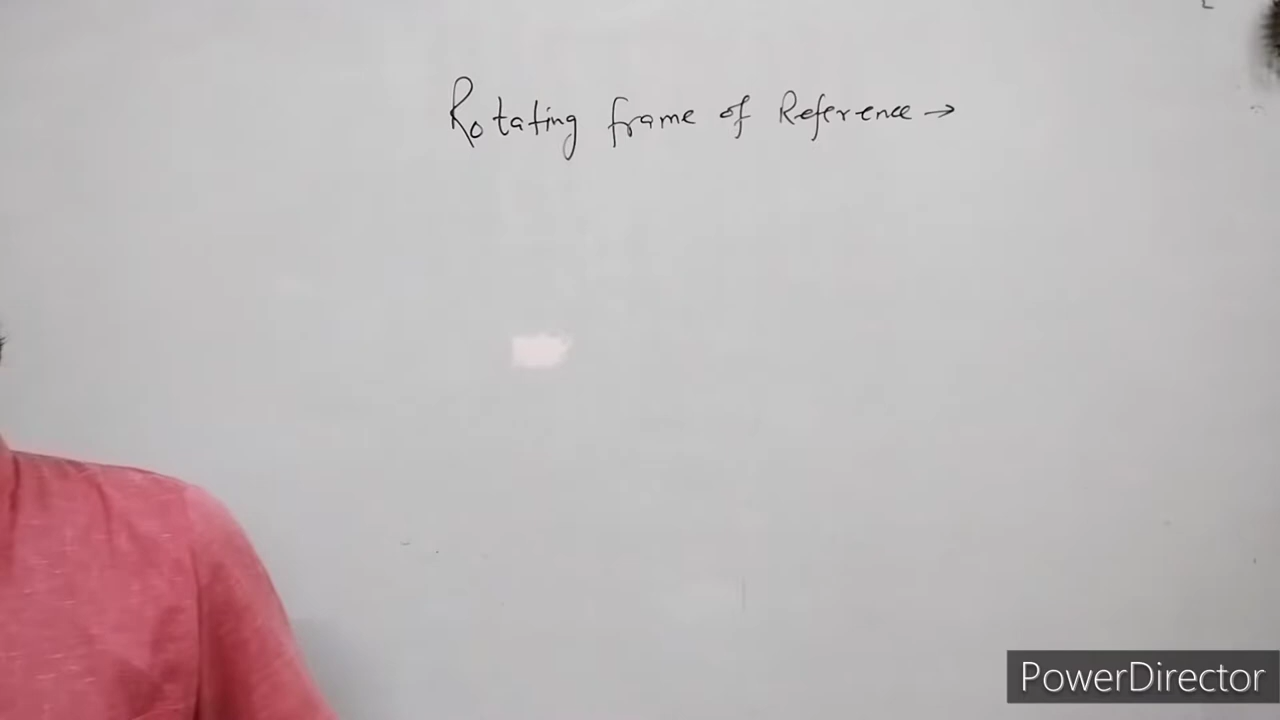 Rotating frame of Reference →
PowerDirector